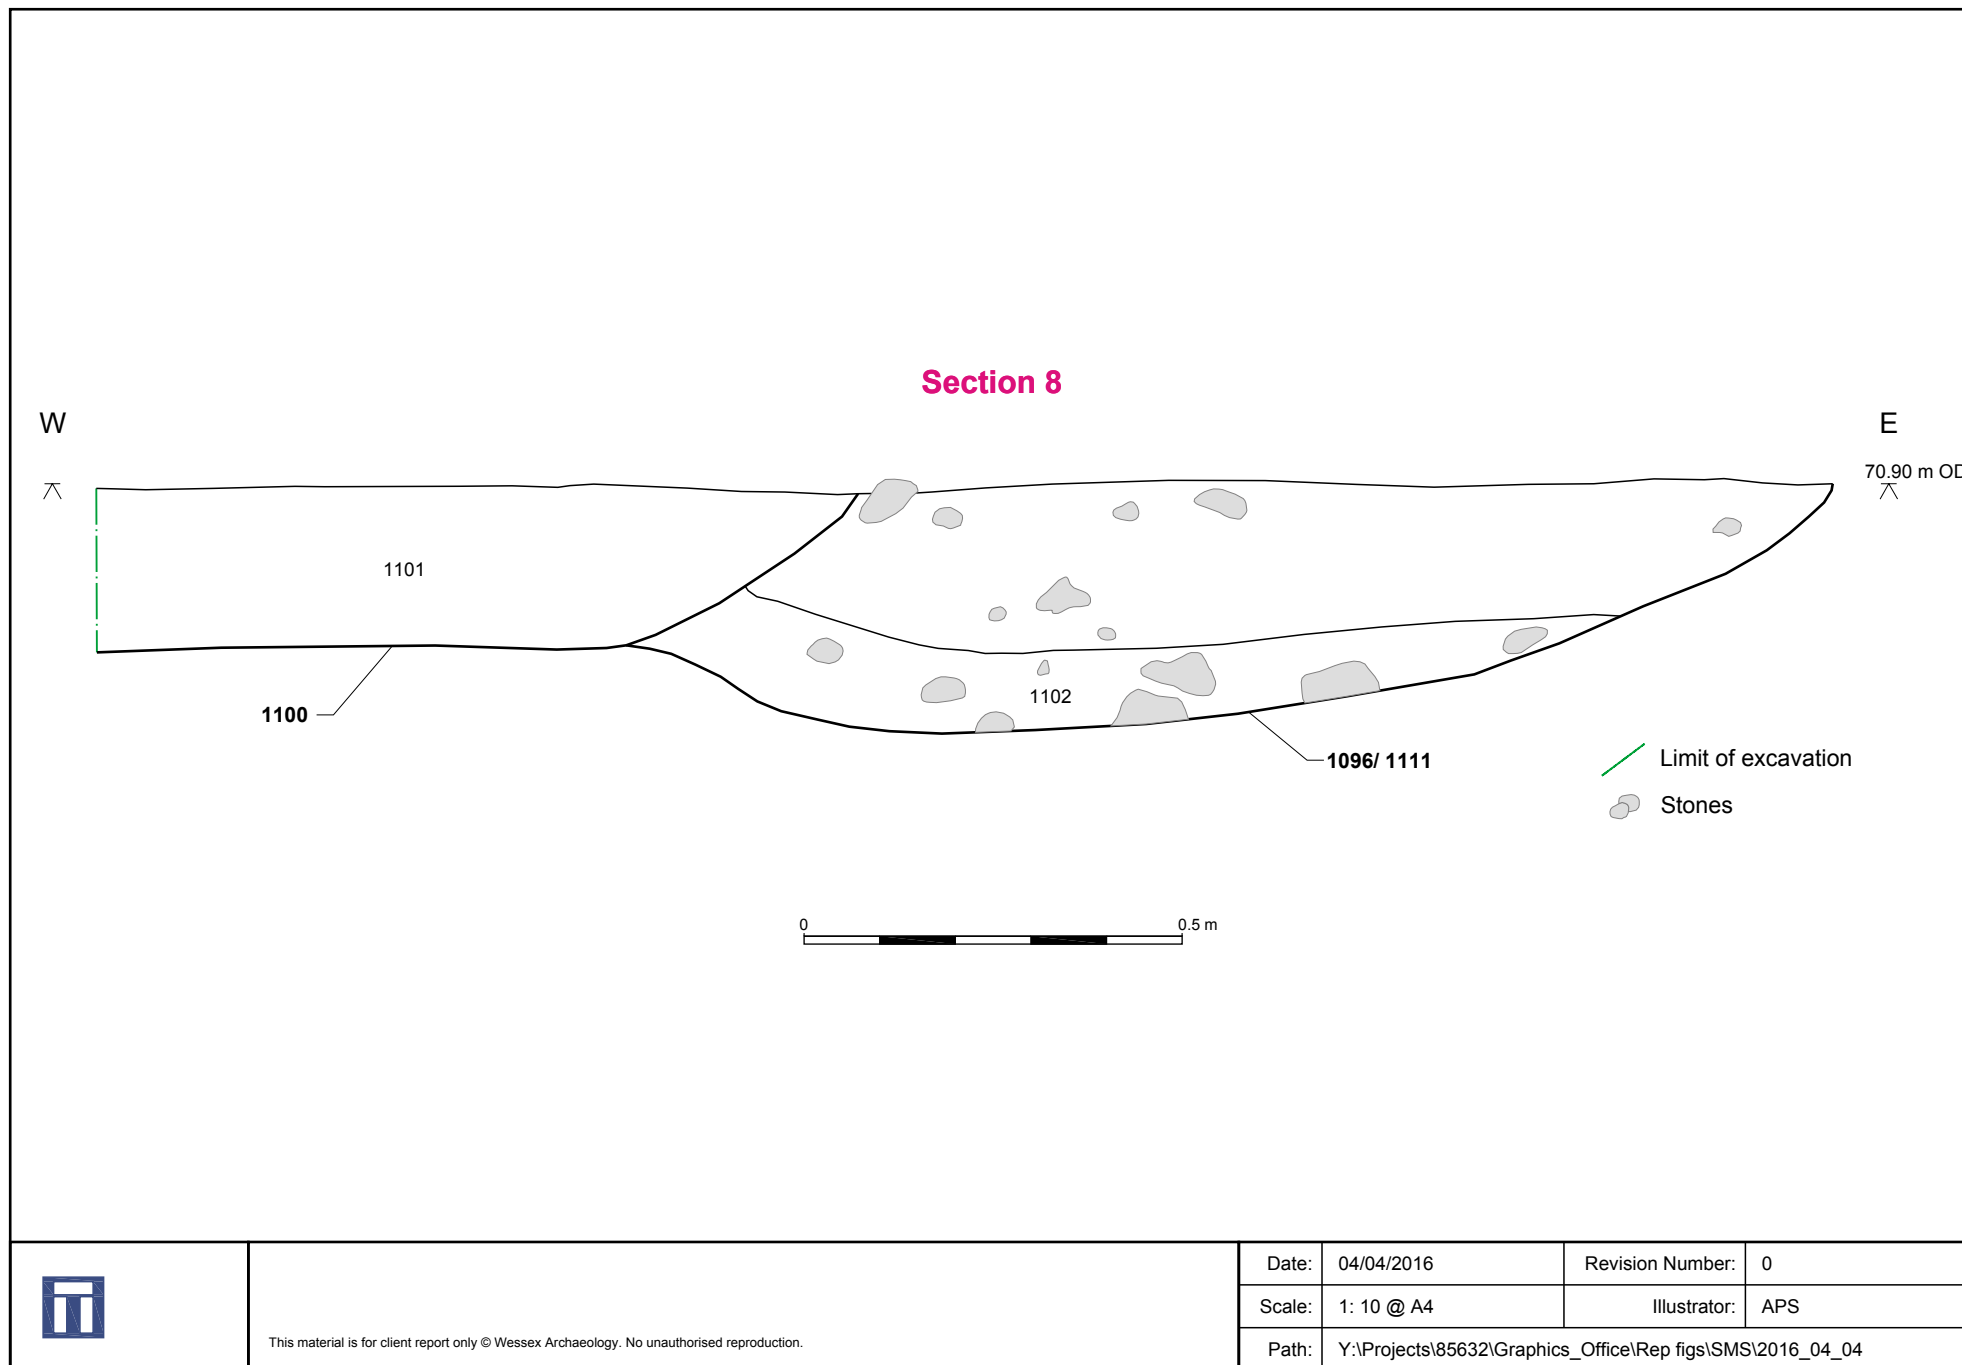 Section 8
W
E
70.90 m OD
1101
1102
1100
1096/ 1111
Limit of excavation
Stones
0
0.5 m
Date: 04/04/2016 Revision Number: 0
Scale: 1: 10 @ A4 Illustrator: APS
This material is for client report only © Wessex Archaeology. No unauthorised reproduction.
Path: Y:\Projects\85632\Graphics_Office\Rep figs\SMS\2016_04_04